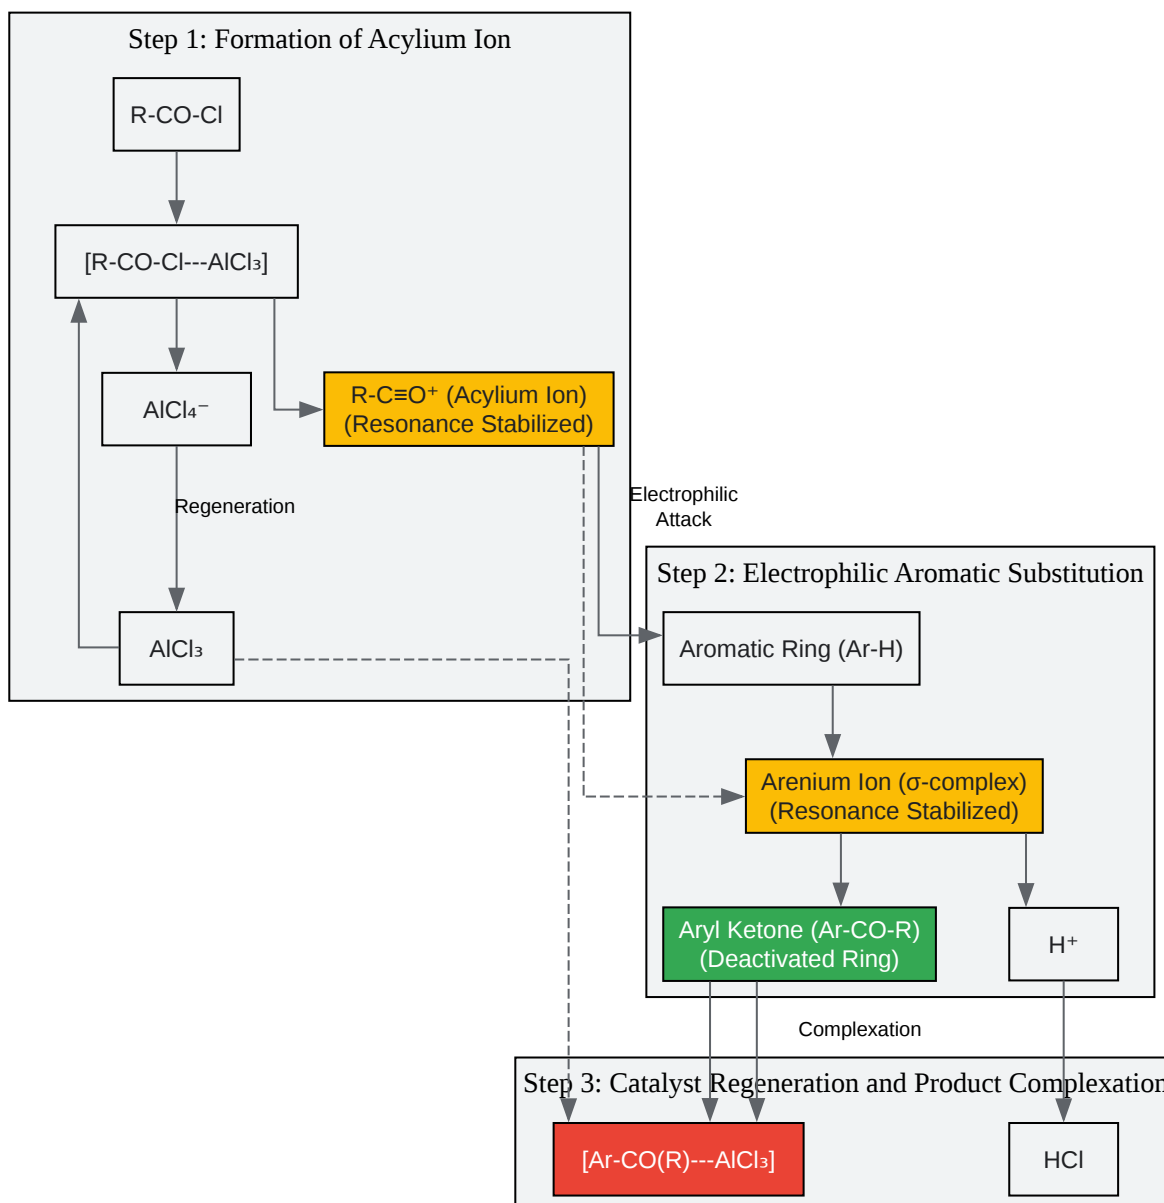 Step 1: Formation of Acylium Ion
R-CO-Cl
[R-CO-Cl---AlCl₃]
AlCl₄⁻
R-C≡O⁺ (Acylium Ion)
(Resonance Stabilized)
Regeneration
Electrophilic
Attack
AlCl₃
Step 2: Electrophilic Aromatic Substitution
Aromatic Ring (Ar-H)
Arenium Ion (σ-complex)
(Resonance Stabilized)
Aryl Ketone (Ar-CO-R)
(Deactivated Ring)
H⁺
Complexation
Step 3: Catalyst Regeneration and Product Complexation
[Ar-CO(R)---AlCl₃]
HCl